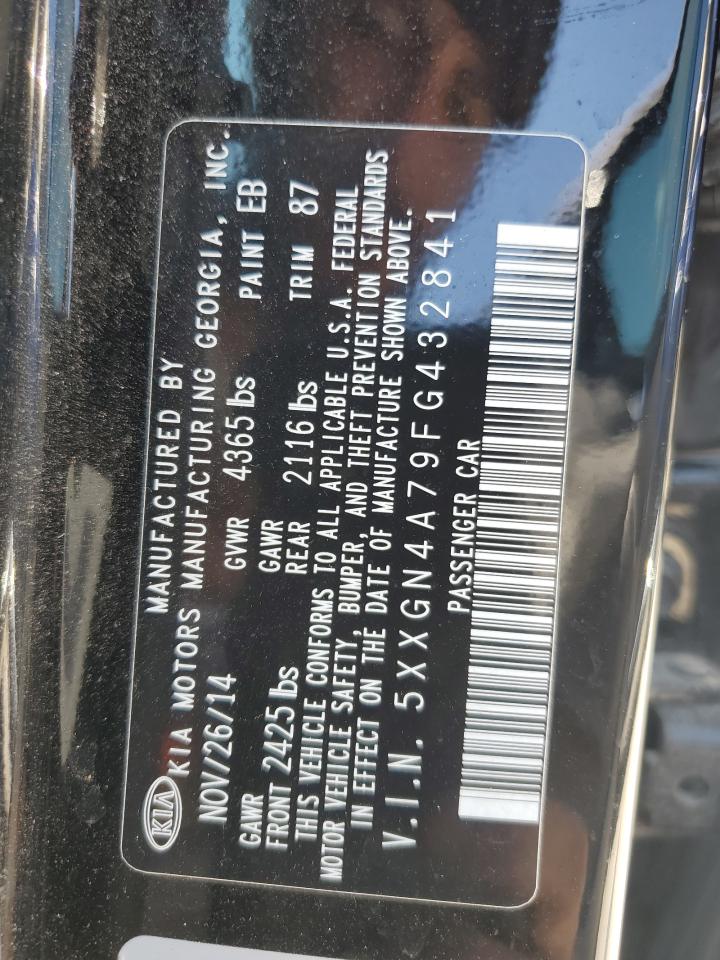 KIA
MANUFACTURED BY
KIA MOTORS MANUFACTURING GEORGIA, INC.
NOV/26/14 GVWR 4365 lbs PAINT EB
GAWR GAWR
FRONT 2425 lbs REAR 2116 lbs TRIM 87
THIS VEHICLE CONFORMS TO ALL APPLICABLE U.S.A. FEDERAL
MOTOR VEHICLE SAFETY, BUMPER, AND THEFT PREVENTION STANDARDS
IN EFFECT ON THE DATE OF MANUFACTURE SHOWN ABOVE.
V.I.N. 5XXGN4A79FG432841
PASSENGER CAR